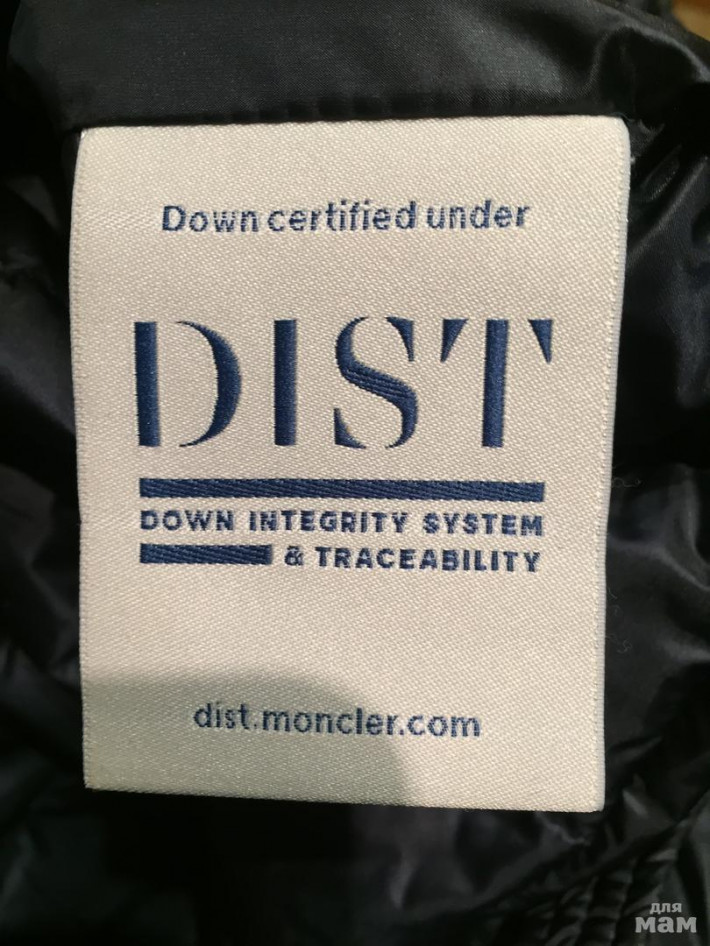 Down certified under
DIST
DOWN INTEGRITY SYSTEM
& TRACEABILITY
dist.moncler.com
для
мам